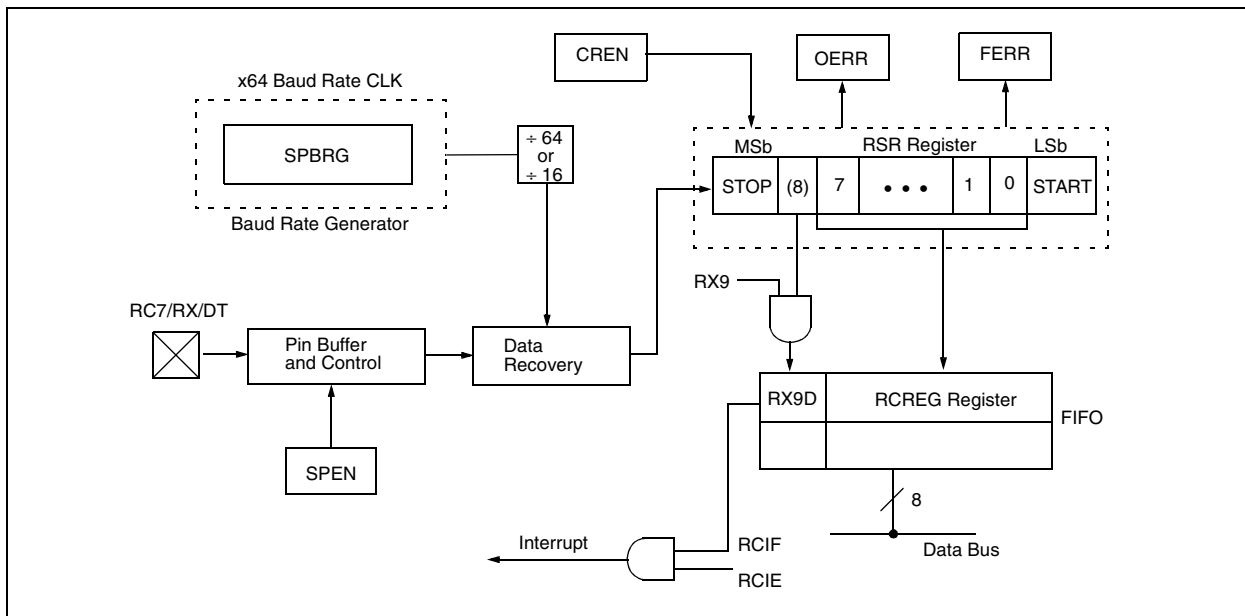 CREN
OERR
FERR
x64 Baud Rate CLK
SPBRG
Baud Rate Generator
÷ 64
or
÷ 16
MSb
RSR Register
LSb
STOP
(8)
7
• • •
1
0
START
RX9
RC7/RX/DT
Pin Buffer
and Control
Data
Recovery
SPEN
RX9D
RCREG Register
FIFO
8
Data Bus
Interrupt
RCIF
RCIE